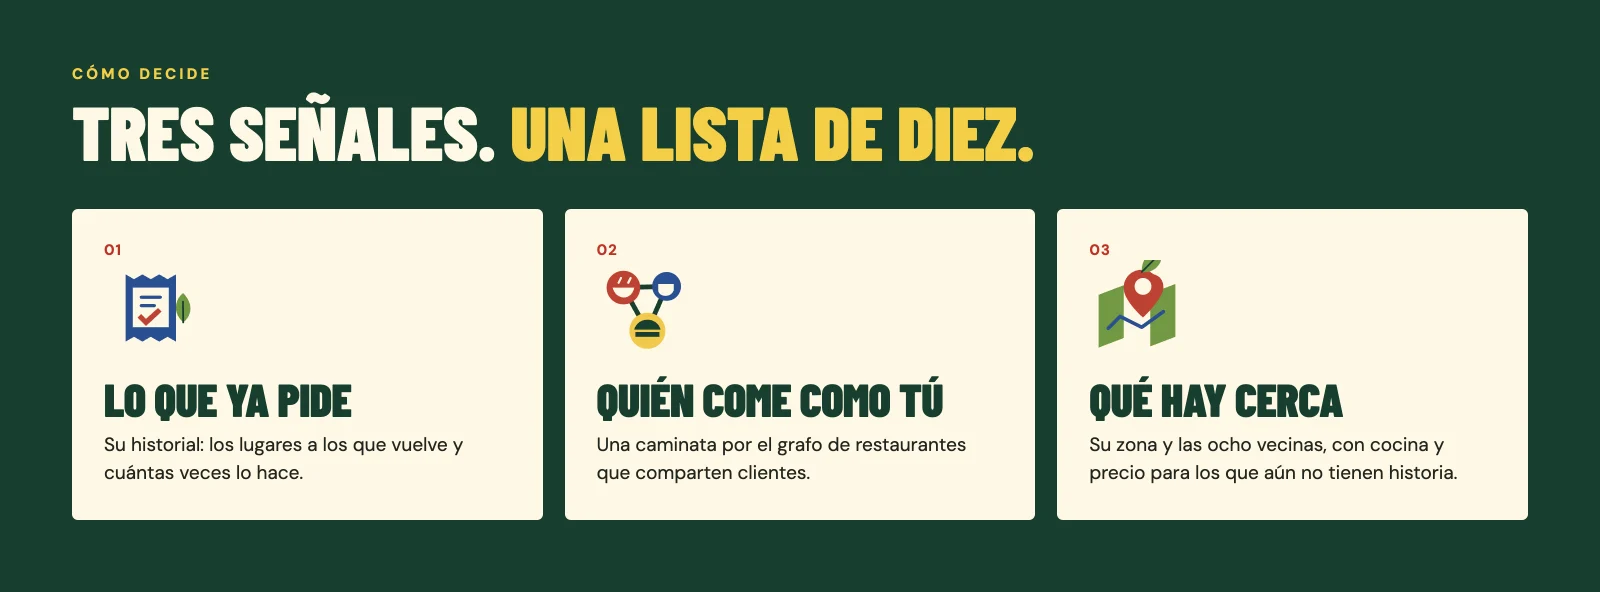 CÓMO DECIDE
TRES SEÑALES. UNA LISTA DE DIEZ.
01
LO QUE YA PIDE
Su historial: los lugares a los que vuelve y
cuántas veces lo hace.
02
QUIÉN COME COMO TÚ
Una caminata por el grafo de restaurantes
que comparten clientes.
03
QUÉ HAY CERCA
Su zona y las ocho vecinas, con cocina y
precio para los que aún no tienen historia.